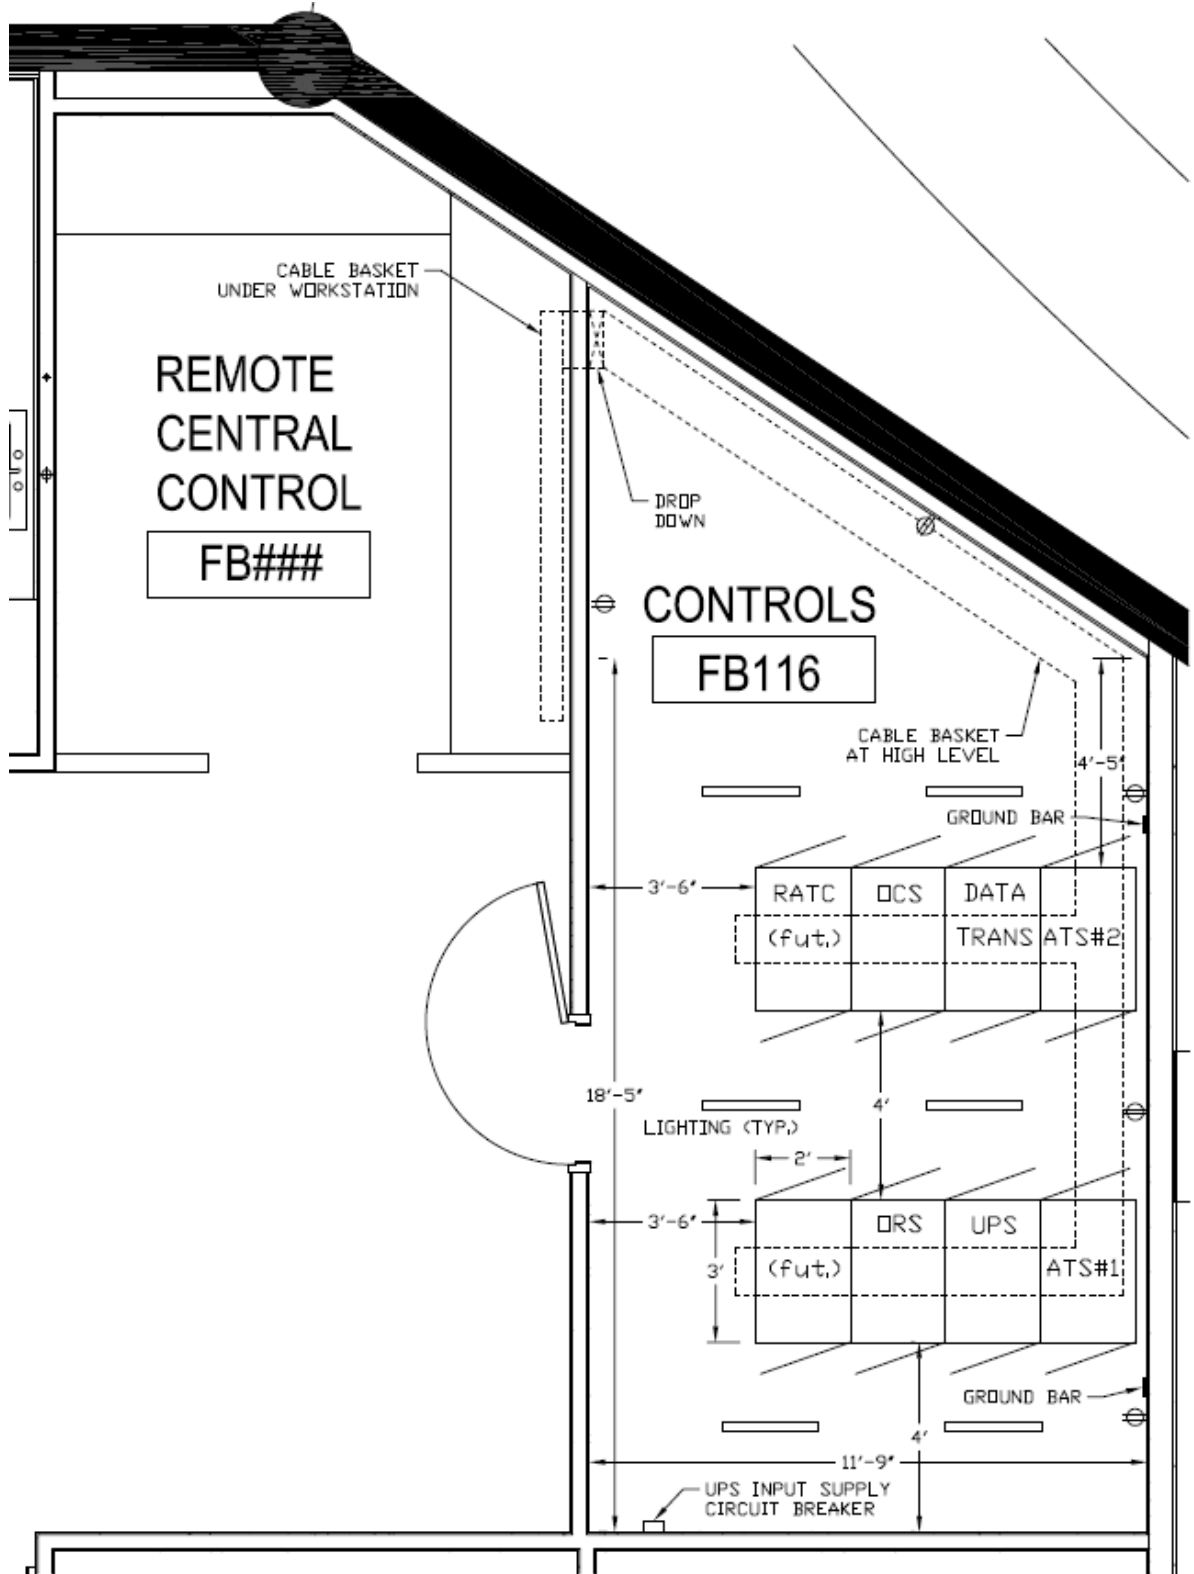 CABLE BASKET
UNDER WORKSTATION
REMOTE
CENTRAL
CONTROL
FB###
DROP
DOWN
CONTROLS
FB116
CABLE BASKET
AT HIGH LEVEL
4'-5"
GROUND BAR
3'-6"
RATC
(fut.)
OCS
DATA
TRANS
ATS#2
18'-5"
4'
LIGHTING (TYP.)
2'
3'-6"
3'
(fut.)
ORS
UPS
ATS#1
GROUND BAR
4'
11'-9"
UPS INPUT SUPPLY
CIRCUIT BREAKER